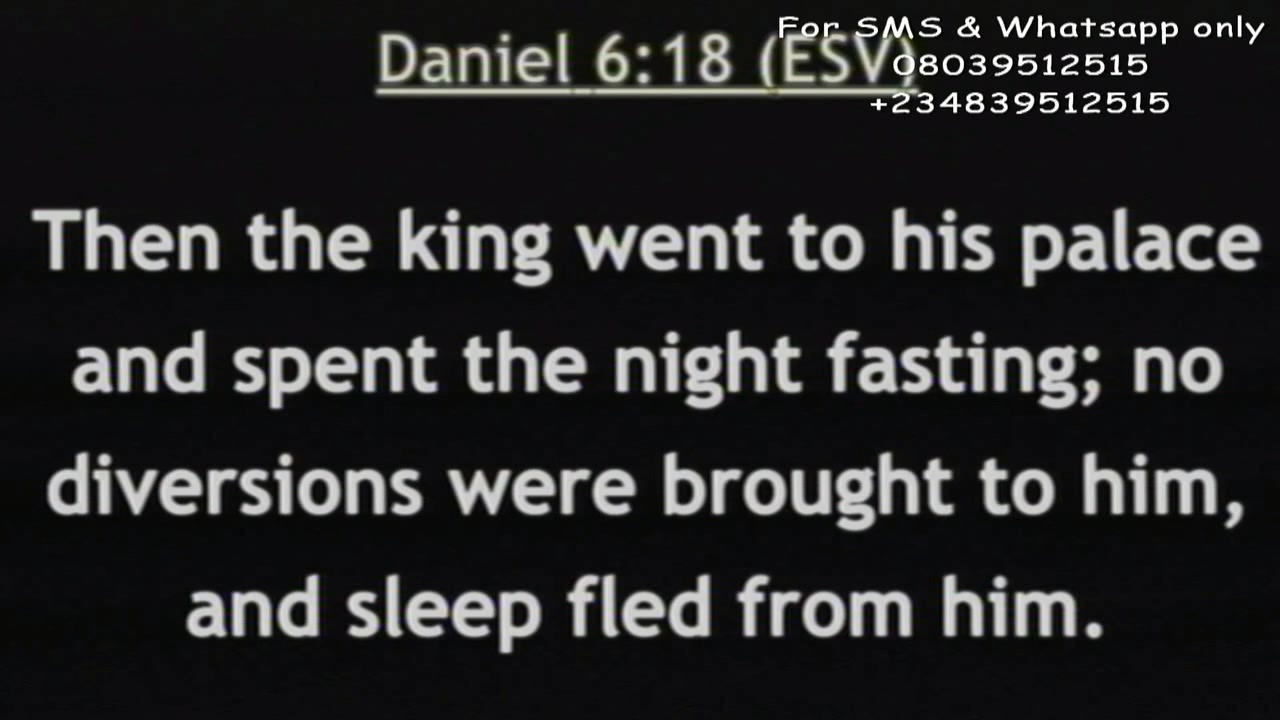 Daniel 6:18 (ESV)
For SMS & Whatsapp only
08039512515
+234839512515
Then the king went to his palace
and spent the night fasting; no
diversions were brought to him,
and sleep fled from him.